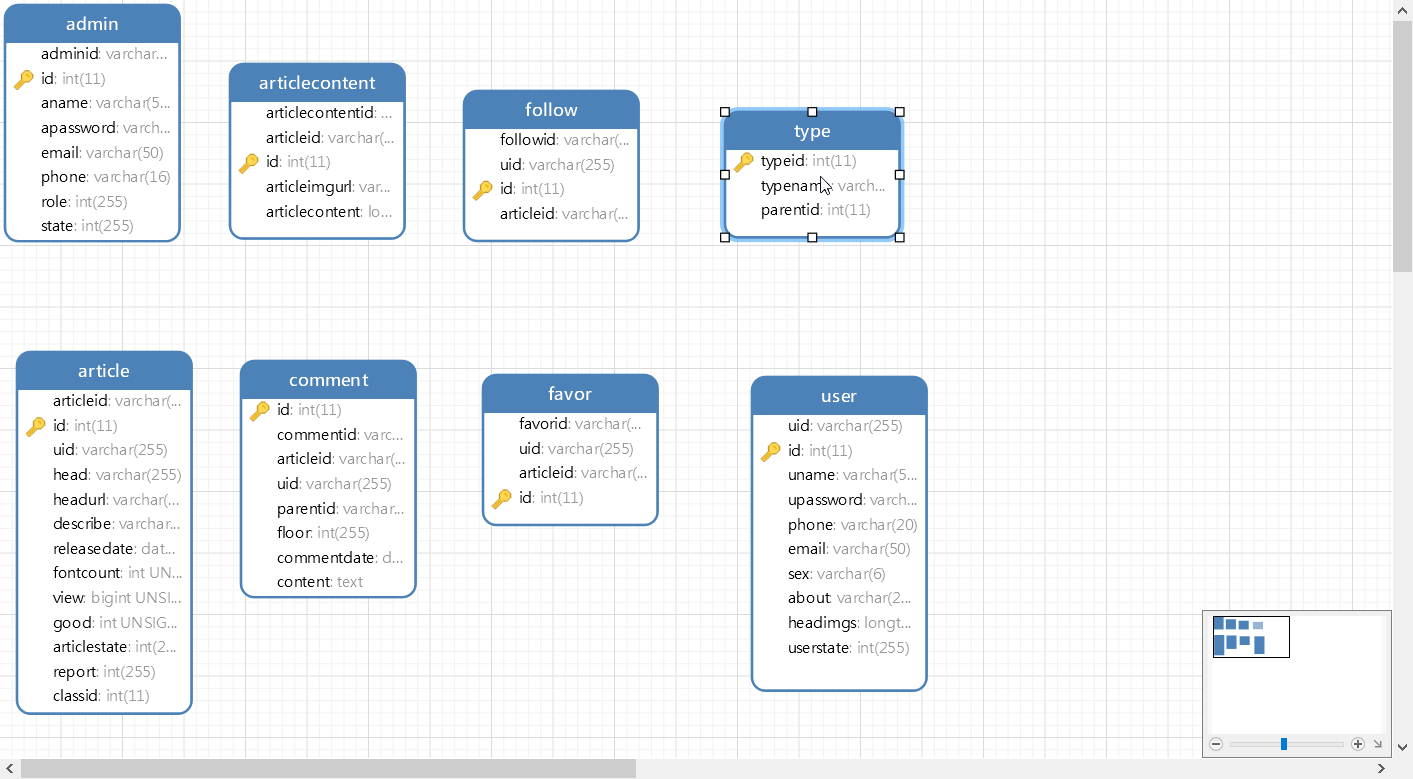 admin
adminid: varchar...
id: int(11)
aname: varchar(5...
apassword: varch...
email: varchar(50)
phone: varchar(16)
role: int(255)
state: int(255)
articlecontent
articlecontentid: ...
articleid: varchar(...
id: int(11)
articleimgurl: var...
articlecontent: lo...
follow
followid: varchar(...
uid: varchar(255)
id: int(11)
articleid: varchar(...
type
typeid: int(11)
typename: varch...
parentid: int(11)
article
articleid: varchar(...
id: int(11)
uid: varchar(255)
head: varchar(255)
headurl: varchar(...
describe: varchar...
releasedate: dat...
fontcount: int UN...
view: bigint UNSI...
good: int UNSIG...
articlestate: int(2...
report: int(255)
classid: int(11)
comment
id: int(11)
commentid: varc...
articleid: varchar(...
uid: varchar(255)
parentid: varchar...
floor: int(255)
commentdate: d...
content: text
favor
favorid: varchar(...
uid: varchar(255)
articleid: varchar(...
id: int(11)
user
uid: varchar(255)
id: int(11)
uname: varchar(5...
upassword: varch...
phone: varchar(20)
email: varchar(50)
sex: varchar(6)
about: varchar(2...
headimgs: longt...
userstate: int(255)